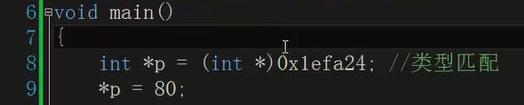 6 void main()
7 {
8 int *p = (int *)0x1efa24; //类型匹配
9 *p = 80;